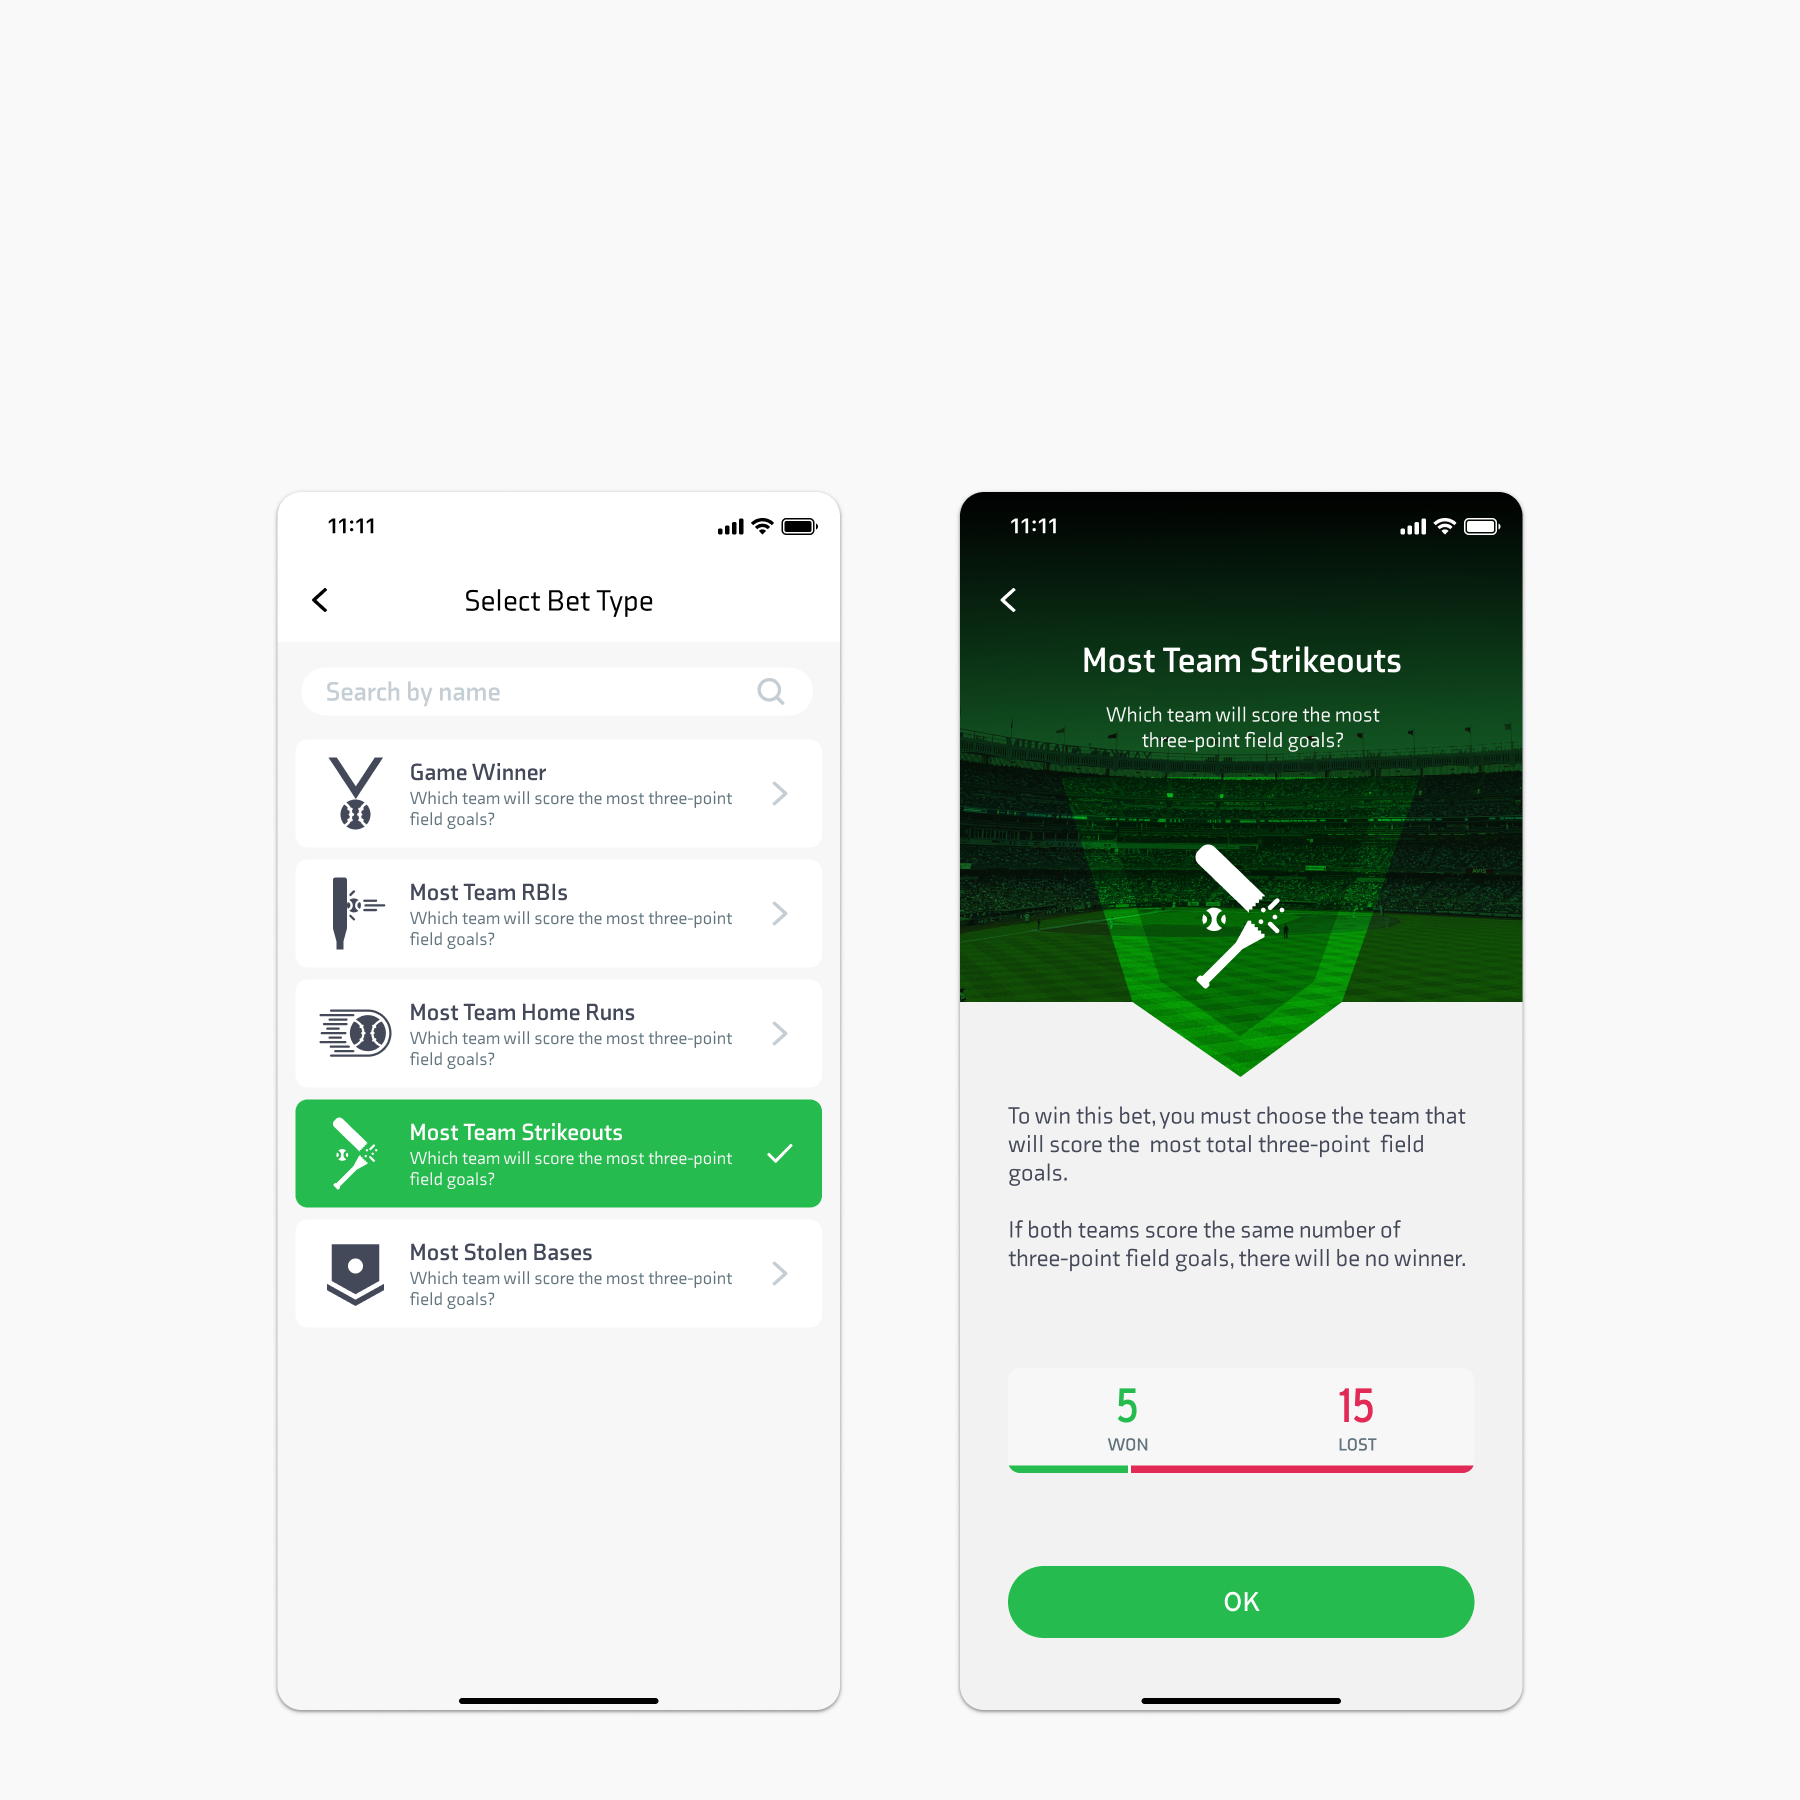 11:11
Select Bet Type
Search by name
Game Winner
Which team will score the most three-point
field goals?
Most Team RBIs
Which team will score the most three-point
field goals?
Most Team Home Runs
Which team will score the most three-point
field goals?
Most Team Strikeouts
Which team will score the most three-point
field goals?
Most Stolen Bases
Which team will score the most three-point
field goals?
11:11
Most Team Strikeouts
Which team will score the most
three-point field goals?
To win this bet, you must choose the team that
will score the  most total three-point  field
goals.
If both teams score the same number of
three-point field goals, there will be no winner.
5
WON
15
LOST
OK